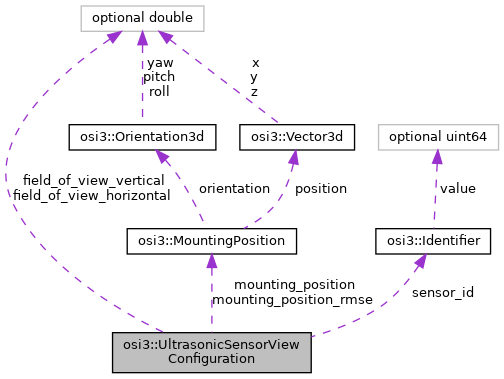 optional double
yaw
pitch
roll
x
y
z
osi3::Orientation3d
osi3::Vector3d
optional uint64
field_of_view_vertical
field_of_view_horizontal
orientation
position
value
osi3::MountingPosition
osi3::Identifier
mounting_position
mounting_position_rmse
sensor_id
osi3::UltrasonicSensorView
Configuration